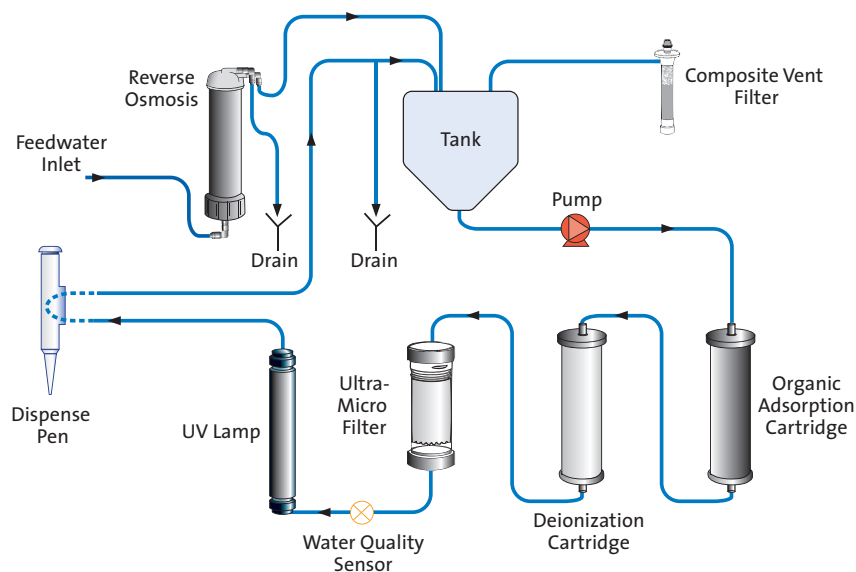 Reverse
Osmosis
Composite Vent
Filter
Feedwater
Inlet
Tank
Pump
Drain
Drain
Dispense
Pen
UV Lamp
Ultra-
Micro
Filter
Organic
Adsorption
Cartridge
Deionization
Cartridge
Water Quality
Sensor